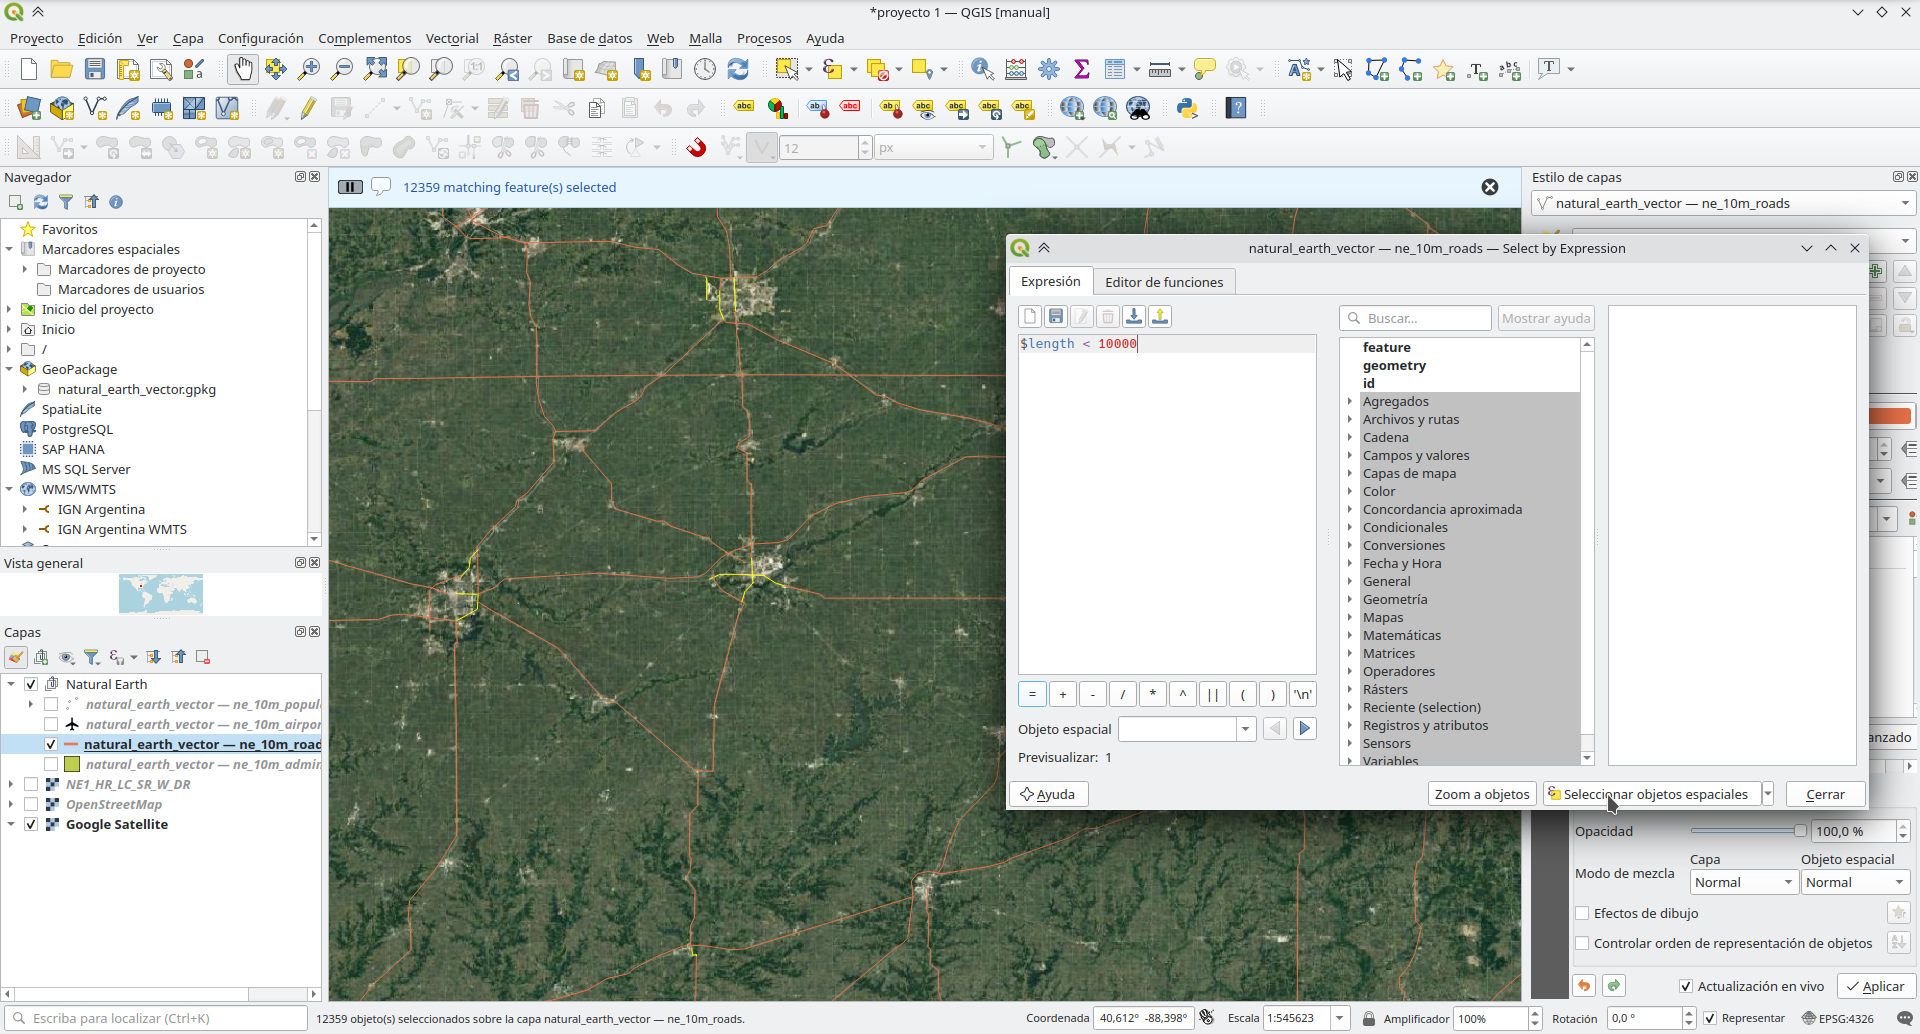 *proyecto 1 — QGIS [manual]
Proyecto Edición Ver Capa Configuración Complementos Vectorial Ráster Base de datos Web Malla Procesos Ayuda
12 px
Navegador
Favoritos
Marcadores espaciales
Marcadores de proyecto
Marcadores de usuarios
Inicio del proyecto
Inicio
/
GeoPackage
natural_earth_vector.gpkg
SpatiaLite
PostgreSQL
SAP HANA
MS SQL Server
WMS/WMTS
IGN Argentina
IGN Argentina WMTS
Vista general
Capas
Natural Earth
natural_earth_vector — ne_10m_popul
natural_earth_vector — ne_10m_airpor
natural_earth_vector — ne_10m_road
natural_earth_vector — ne_10m_admin
NE1_HR_LC_SR_W_DR
OpenStreetMap
Google Satellite
12359 matching feature(s) selected
Estilo de capas
natural_earth_vector — ne_10m_roads
natural_earth_vector — ne_10m_roads — Select by Expression
Expresión Editor de funciones
Buscar... Mostrar ayuda
$length < 10000
feature
geometry
id
Agregados
Archivos y rutas
Cadena
Campos y valores
Capas de mapa
Color
Concordancia aproximada
Condicionales
Conversiones
Fecha y Hora
General
Geometría
Mapas
Matemáticas
Matrices
Operadores
Rásters
Reciente (selection)
Registros y atributos
Sensors
Variables
= + - / * ^ || ( ) '\n'
Objeto espacial
Previsualizar: 1
Ayuda Zoom a objetos Seleccionar objetos espaciales Cerrar
anzado
Opacidad 100,0 %
Capa Objeto espacial
Modo de mezcla Normal Normal
Efectos de dibujo
Controlar orden de representación de objetos
Actualización en vivo Aplicar
Escriba para localizar (Ctrl+K) 12359 objeto(s) seleccionados sobre la capa natural_earth_vector — ne_10m_roads. Coordenada 40,612° -88,398° Escala 1:545623 Amplificador 100% Rotación 0,0 ° Representar EPSG:4326